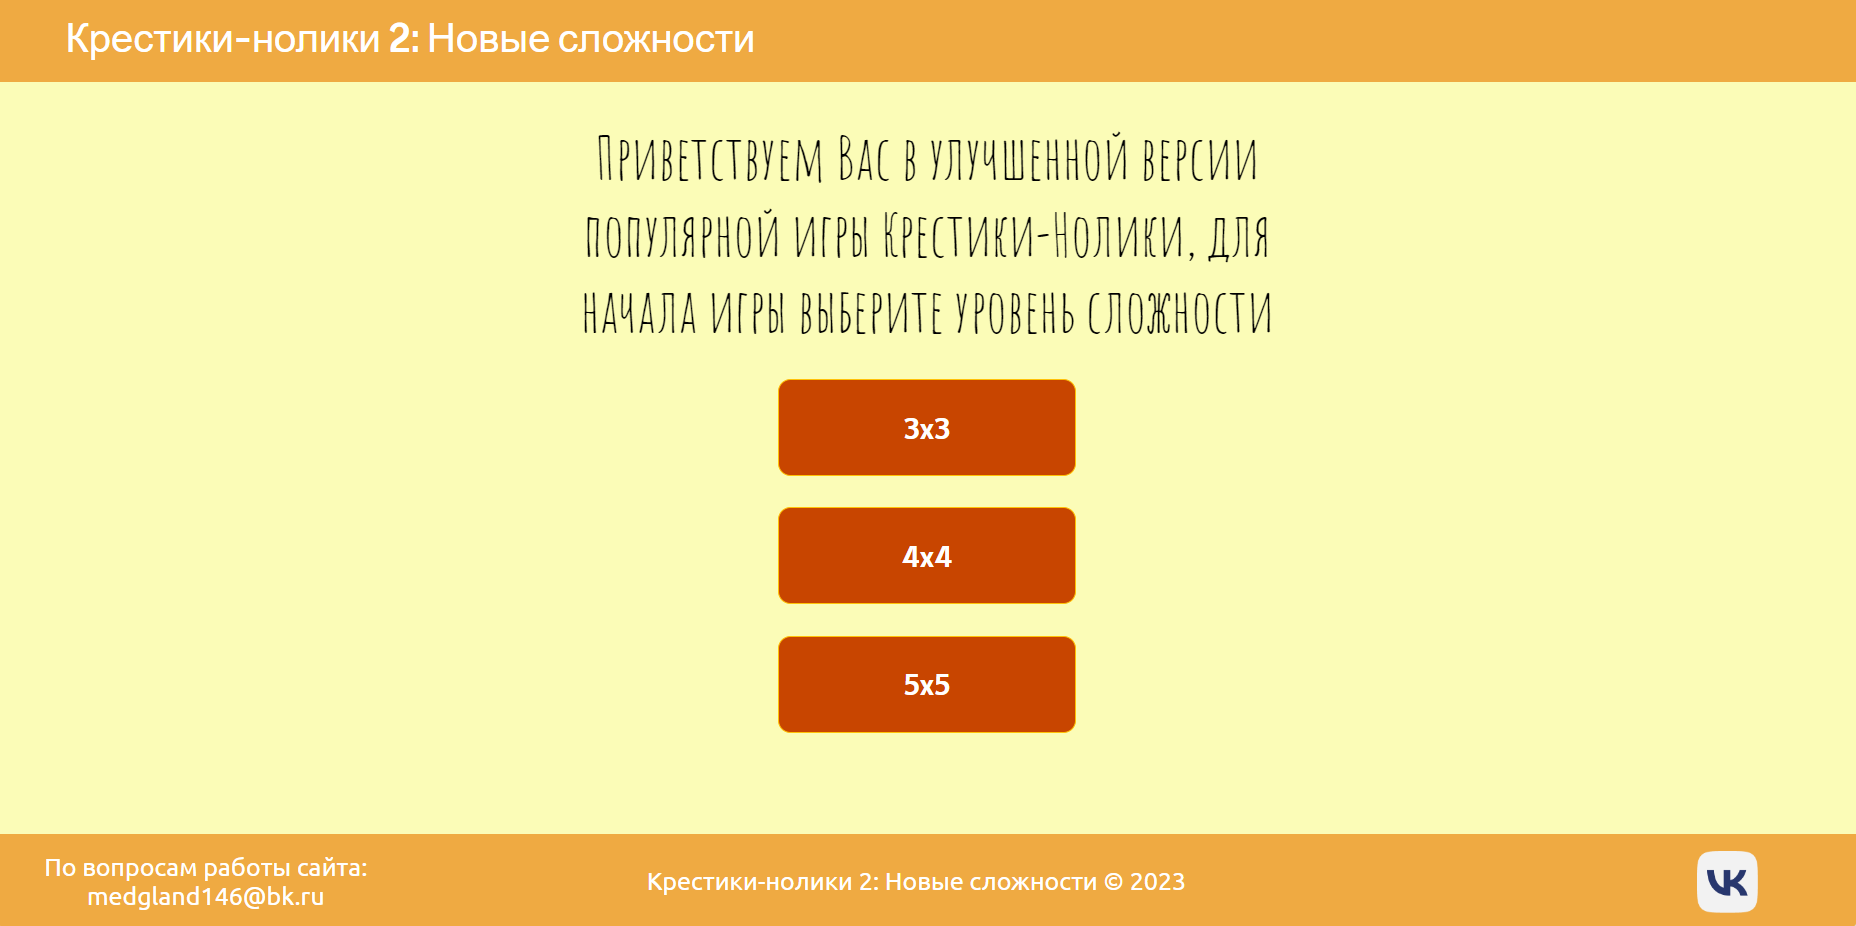 Крестики-нолики 2: Новые сложности
Приветствуем Вас в улучшенной версии
популярной игры Крестики-Нолики, для
начала игры выберите уровень сложности
3x3
4x4
5x5
По вопросам работы сайта:
medgland146@bk.ru
Крестики-нолики 2: Новые сложности © 2023
VK